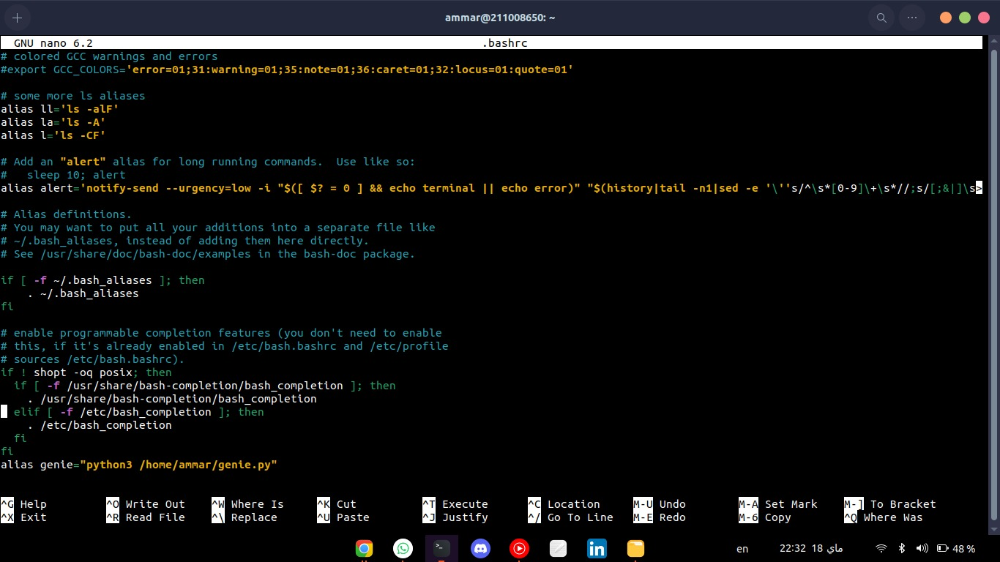 ammar@211008650: ~
GNU nano 6.2 .bashrc
# colored GCC warnings and errors
#export GCC_COLORS='error=01;31:warning=01;35:note=01;36:caret=01;32:locus=01:quote=01'
# some more ls aliases
alias ll='ls -alF'
alias la='ls -A'
alias l='ls -CF'
# Add an "alert" alias for long running commands.  Use like so:
#   sleep 10; alert
alias alert='notify-send --urgency=low -i "$([ $? = 0 ] && echo terminal || echo error)" "$(history|tail -n1|sed -e '\''s/^\s*[0-9]\+\s*//;s/[;&|]\s>
# Alias definitions.
# You may want to put all your additions into a separate file like
# ~/.bash_aliases, instead of adding them here directly.
# See /usr/share/doc/bash-doc/examples in the bash-doc package.
if [ -f ~/.bash_aliases ]; then
    . ~/.bash_aliases
fi
# enable programmable completion features (you don't need to enable
# this, if it's already enabled in /etc/bash.bashrc and /etc/profile
# sources /etc/bash.bashrc).
if ! shopt -oq posix; then
  if [ -f /usr/share/bash-completion/bash_completion ]; then
    . /usr/share/bash-completion/bash_completion
  elif [ -f /etc/bash_completion ]; then
    . /etc/bash_completion
  fi
fi
alias genie="python3 /home/ammar/genie.py"
^G Help ^O Write Out ^W Where Is ^K Cut ^T Execute ^C Location M-U Undo M-A Set Mark M-] To Bracket
^X Exit ^R Read File ^\ Replace ^U Paste ^J Justify ^/ Go To Line M-E Redo M-6 Copy ^Q Where Was
en 22:32 18 ماي 48 %